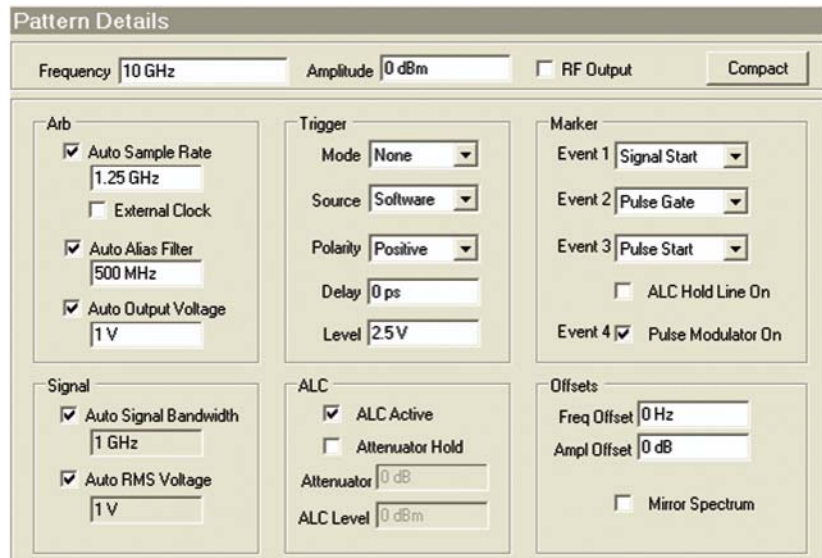 Pattern Details
Frequency 10 GHz Amplitude 0 dBm RF Output Compact
Arb
Auto Sample Rate
1.25 GHz
External Clock
Auto Alias Filter
500 MHz
Auto Output Voltage
1 V
Trigger
Mode None
Source Software
Polarity Positive
Delay 0 ps
Level 2.5 V
Marker
Event 1 Signal Start
Event 2 Pulse Gate
Event 3 Pulse Start
ALC Hold Line On
Event 4 Pulse Modulator On
Signal
Auto Signal Bandwidth
1 GHz
Auto RMS Voltage
1 V
ALC
ALC Active
Attenuator Hold
Attenuator 0 dB
ALC Level 0 dBm
Offsets
Freq Offset 0 Hz
Ampl Offset 0 dB
Mirror Spectrum